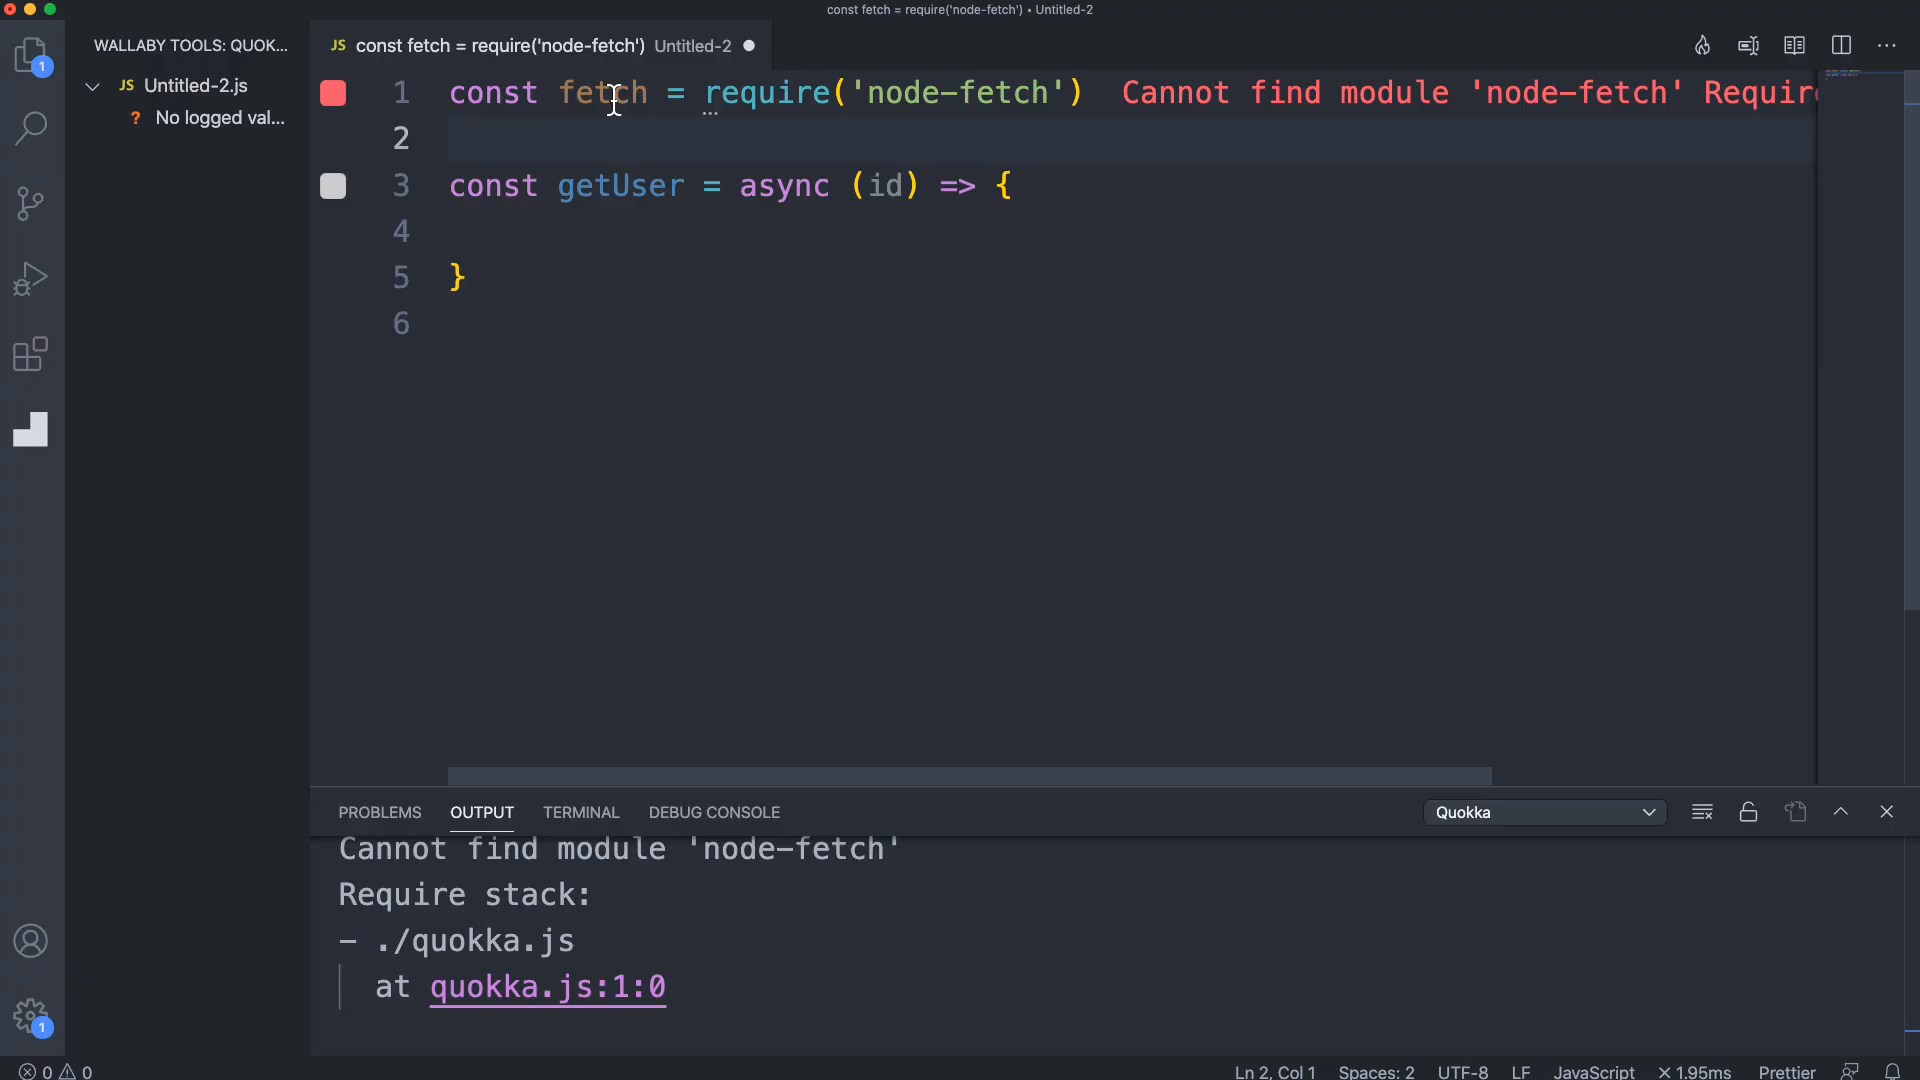 const fetch = require('node-fetch') • Untitled-2
WALLABY TOOLS: QUOK...
JS const fetch = require('node-fetch') Untitled-2
1
JS Untitled-2.js
? No logged val...
1 const fetch = require('node-fetch') Cannot find module 'node-fetch' Require
2
3 const getUser = async (id) => {
4
5 }
6
PROBLEMS OUTPUT TERMINAL DEBUG CONSOLE Quokka
Cannot find module 'node-fetch'
Require stack:
- ./quokka.js
at quokka.js:1:0
1
0 0 Ln 2, Col 1 Spaces: 2 UTF-8 LF JavaScript × 1.95ms Prettier